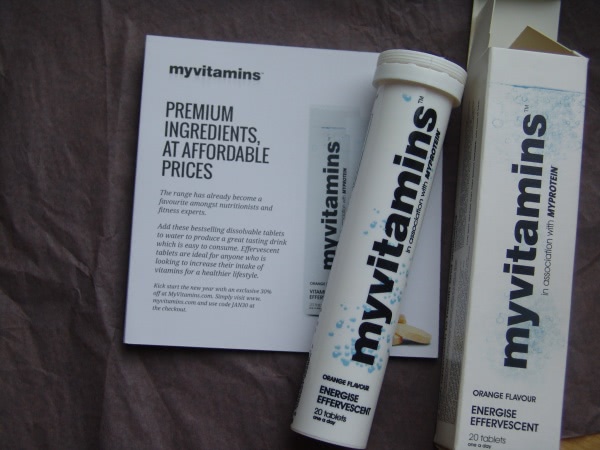 myvitamins™
PREMIUM
INGREDIENTS,
AT AFFORDABLE
PRICES
The range has already become a
favourite amongst nutritionists and
fitness experts.
Add these bestselling dissolvable tablets
to water to produce a great tasting drink
which is easy to consume. Effervescent
tablets are ideal for anyone who is
looking to increase their intake of
vitamins for a healthier lifestyle.
Kick start the new year with an exclusive 30%
off at MyVitamins.com. Simply visit www.
myvitamins.com and use code JAN30 at
the checkout.
myvitamins
myvitamins™
in association with MYPROTEIN
ORANGE FLAVOUR
ENERGISE
EFFERVESCENT
20 tablets
one a day
myvitamins™
in association with MYPROTEIN
ORANGE FLAVOUR
ENERGISE
EFFERVESCENT
20 tablets
one a day